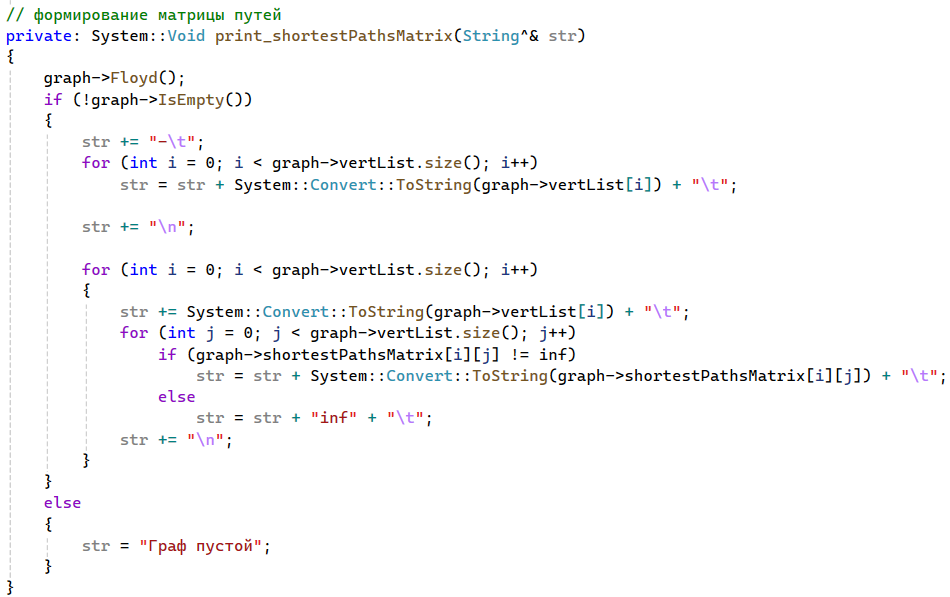 // формирование матрицы путей
private: System::Void print_shortestPathsMatrix(String^& str)
{
    graph->Floyd();
    if (!graph->IsEmpty())
    {
        str += "-\t";
        for (int i = 0; i < graph->vertList.size(); i++)
            str = str + System::Convert::ToString(graph->vertList[i]) + "\t";

        str += "\n";

        for (int i = 0; i < graph->vertList.size(); i++)
        {
            str += System::Convert::ToString(graph->vertList[i]) + "\t";
            for (int j = 0; j < graph->vertList.size(); j++)
                if (graph->shortestPathsMatrix[i][j] != inf)
                    str = str + System::Convert::ToString(graph->shortestPathsMatrix[i][j]) + "\t";
                else
                    str = str + "inf" + "\t";
            str += "\n";
        }
    }
    else
    {
        str = "Граф пустой";
    }
}